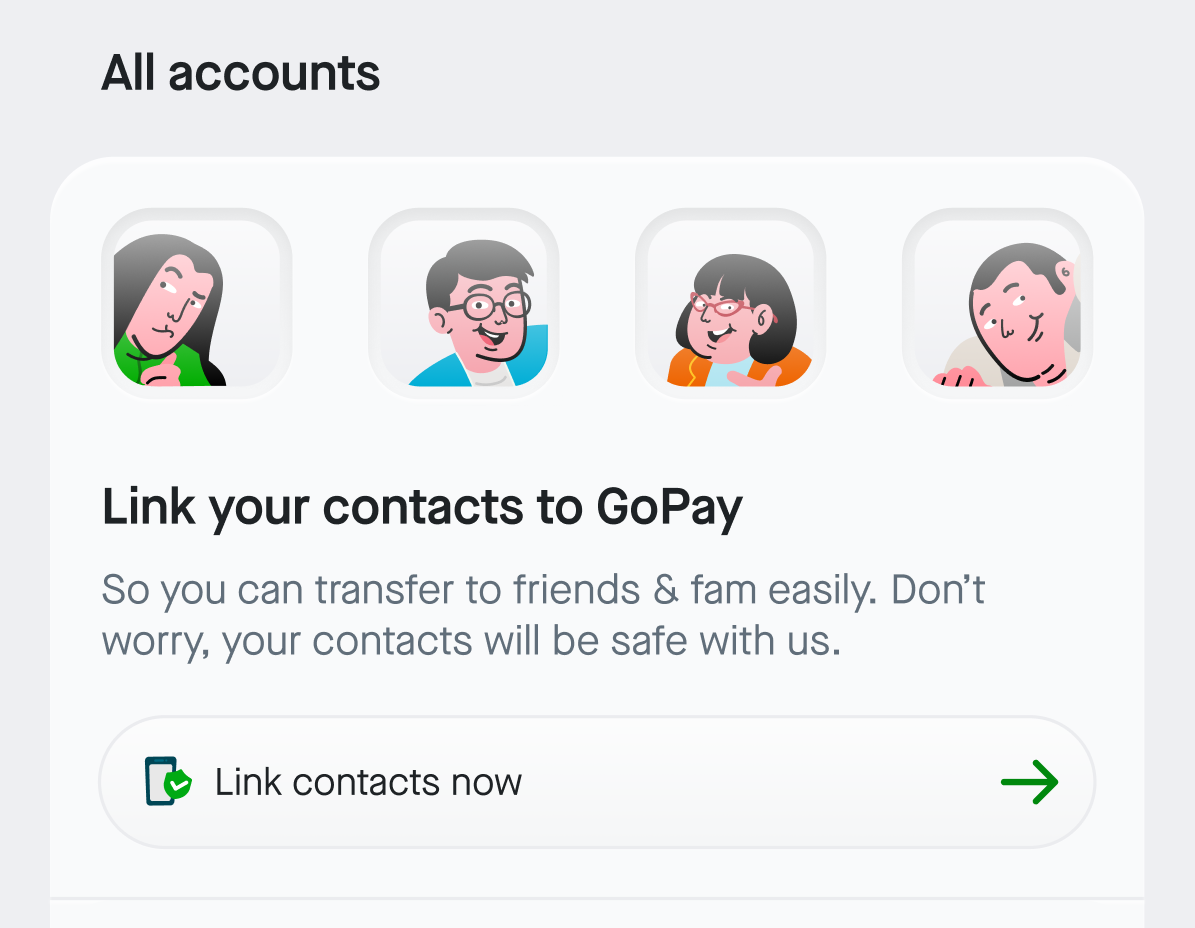 All accounts
Link your contacts to GoPay
So you can transfer to friends & fam easily. Don’t
worry, your contacts will be safe with us.
Link contacts now